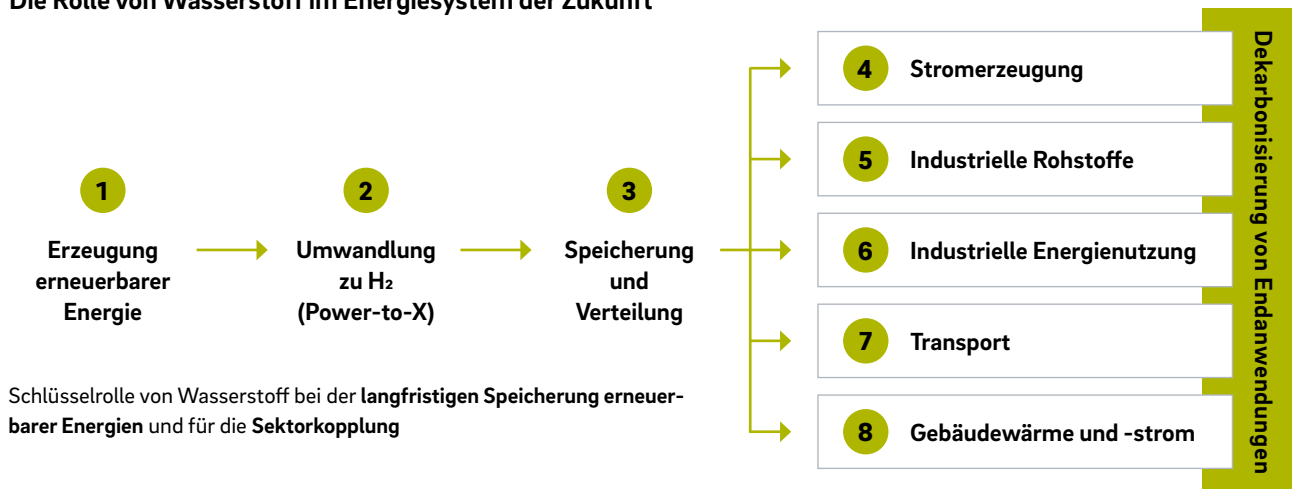 Die Rolle von Wasserstoff im Energiesystem der Zukunft
1
Erzeugung
erneuerbarer
Energie
2
Umwandlung
zu H₂
(Power-to-X)
3
Speicherung
und
Verteilung
4 Stromerzeugung
5 Industrielle Rohstoffe
6 Industrielle Energienutzung
7 Transport
8 Gebäudewärme und -strom
Dekarbonisierung von Endanwendungen
Schlüsselrolle von Wasserstoff bei der langfristigen Speicherung erneuer-
barer Energien und für die Sektorkopplung